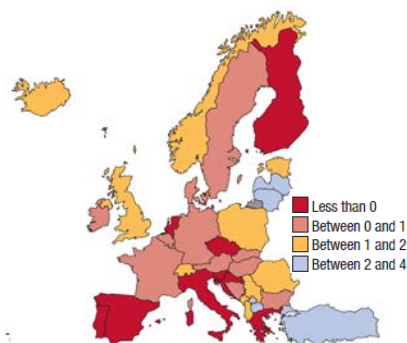 Less than 0
Between 0 and 1
Between 1 and 2
Between 2 and 4